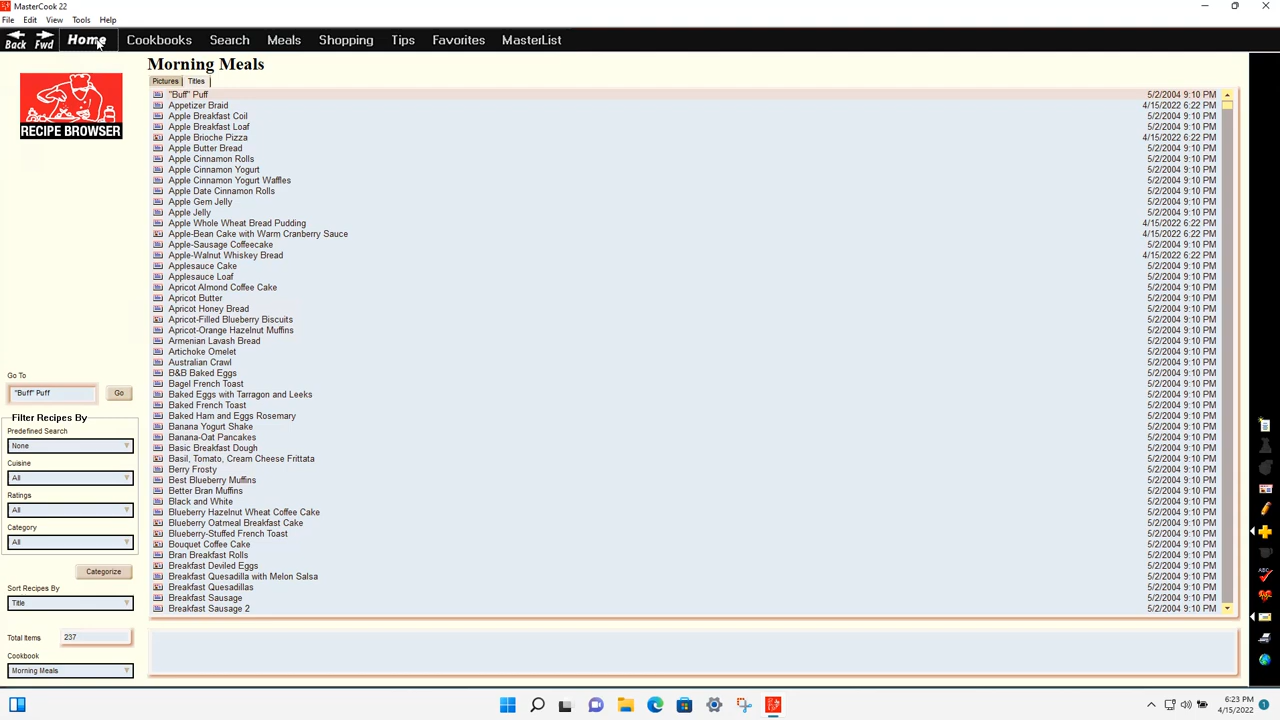 MasterCook 22
File Edit View Tools Help
Back Fwd Home Cookbooks Search Meals Shopping Tips Favorites MasterList
RECIPE BROWSER
Morning Meals
Pictures Titles
"Buff" Puff 5/2/2004 9:10 PM
Appetizer Braid 4/15/2022 6:22 PM
Apple Breakfast Coil 5/2/2004 9:10 PM
Apple Breakfast Loaf 5/2/2004 9:10 PM
Apple Brioche Pizza 4/15/2022 6:22 PM
Apple Butter Bread 5/2/2004 9:10 PM
Apple Cinnamon Rolls 5/2/2004 9:10 PM
Apple Cinnamon Yogurt 5/2/2004 9:10 PM
Apple Cinnamon Yogurt Waffles 5/2/2004 9:10 PM
Apple Date Cinnamon Rolls 5/2/2004 9:10 PM
Apple Gem Jelly 5/2/2004 9:10 PM
Apple Jelly 5/2/2004 9:10 PM
Apple Whole Wheat Bread Pudding 4/15/2022 6:22 PM
Apple-Bean Cake with Warm Cranberry Sauce 4/15/2022 6:22 PM
Apple-Sausage Coffeecake 5/2/2004 9:10 PM
Apple-Walnut Whiskey Bread 4/15/2022 6:22 PM
Applesauce Cake 5/2/2004 9:10 PM
Applesauce Loaf 5/2/2004 9:10 PM
Apricot Almond Coffee Cake 5/2/2004 9:10 PM
Apricot Butter 5/2/2004 9:10 PM
Apricot Honey Bread 5/2/2004 9:10 PM
Apricot-Filled Blueberry Biscuits 5/2/2004 9:10 PM
Apricot-Orange Hazelnut Muffins 5/2/2004 9:10 PM
Armenian Lavash Bread 5/2/2004 9:10 PM
Artichoke Omelet 5/2/2004 9:10 PM
Australian Crawl 5/2/2004 9:10 PM
B&B Baked Eggs 5/2/2004 9:10 PM
Bagel French Toast 5/2/2004 9:10 PM
Baked Eggs with Tarragon and Leeks 5/2/2004 9:10 PM
Baked French Toast 5/2/2004 9:10 PM
Baked Ham and Eggs Rosemary 5/2/2004 9:10 PM
Banana Yogurt Shake 5/2/2004 9:10 PM
Banana-Oat Pancakes 5/2/2004 9:10 PM
Basic Breakfast Dough 5/2/2004 9:10 PM
Basil, Tomato, Cream Cheese Frittata 5/2/2004 9:10 PM
Berry Frosty 5/2/2004 9:10 PM
Best Blueberry Muffins 5/2/2004 9:10 PM
Better Bran Muffins 5/2/2004 9:10 PM
Black and White 5/2/2004 9:10 PM
Blueberry Hazelnut Wheat Coffee Cake 5/2/2004 9:10 PM
Blueberry Oatmeal Breakfast Cake 5/2/2004 9:10 PM
Blueberry-Stuffed French Toast 5/2/2004 9:10 PM
Bouquet Coffee Cake 5/2/2004 9:10 PM
Bran Breakfast Rolls 5/2/2004 9:10 PM
Breakfast Deviled Eggs 5/2/2004 9:10 PM
Breakfast Quesadilla with Melon Salsa 5/2/2004 9:10 PM
Breakfast Quesadillas 5/2/2004 9:10 PM
Breakfast Sausage 5/2/2004 9:10 PM
Breakfast Sausage 2 5/2/2004 9:10 PM
Go To
"Buff" Puff Go
Filter Recipes By
Predefined Search
None
Cuisine
All
Ratings
All
Category
All
Categorize
Sort Recipes By
Title
Total Items 237
Cookbook
Morning Meals
ABC
6:23 PM
4/15/2022
1